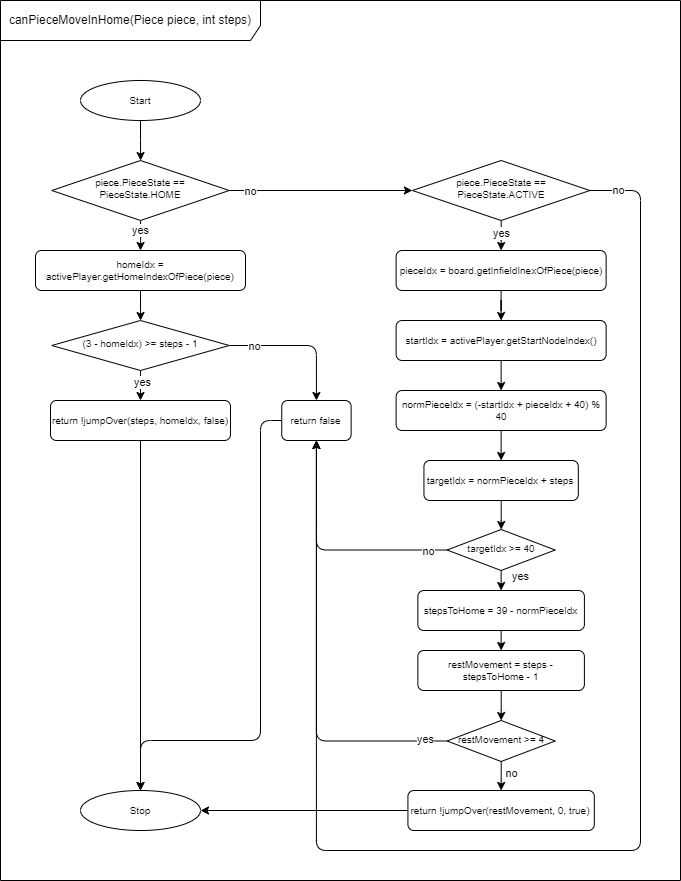 canPieceMoveInHome(Piece piece, int steps)
Start
piece.PieceState ==
PieceState.HOME
no
piece.PieceState ==
PieceState.ACTIVE
no
yes
yes
homeIdx =
activePlayer.getHomeIndexOfPiece(piece)
pieceIdx = board.getInfieldInexOfPiece(piece)
(3 - homeIdx) >= steps - 1
no
startIdx = activePlayer.getStartNodeIndex()
yes
return !jumpOver(steps, homeIdx, false)
return false
normPieceIdx = (-startIdx + pieceIdx + 40) %
40
targetIdx = normPieceIdx + steps
no
targetIdx >= 40
yes
stepsToHome = 39 - normPieceIdx
restMovement = steps -
stepsToHome - 1
yes
restMovement >= 4
no
Stop
return !jumpOver(restMovement, 0, true)